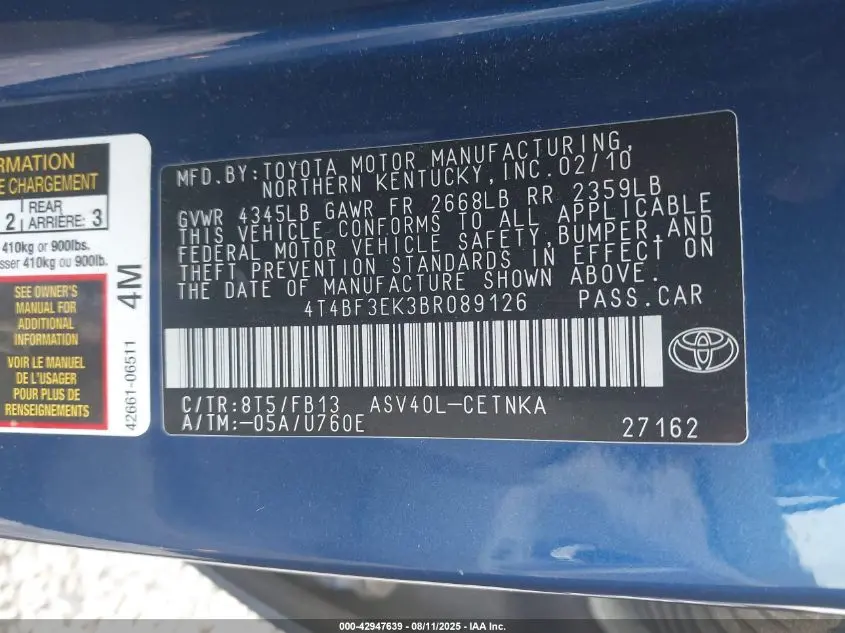 RMATION
E CHARGEMENT
2 REAR ARRIÈRE: 3
410kg or 900lbs.
sser 410kg ou 900lb.
SEE OWNER'S
MANUAL FOR
ADDITIONAL
INFORMATION
VOIR LE MANUEL
DE L'USAGER
POUR PLUS DE
RENSEIGNEMENTS
4M
42661-06511
MFD.BY:TOYOTA MOTOR MANUFACTURING,
NORTHERN KENTUCKY,INC.02/10
GVWR 4345LB GAWR FR 2668LB RR 2359LB
THIS VEHICLE CONFORMS TO ALL APPLICABLE
FEDERAL MOTOR VEHICLE SAFETY,BUMPER,AND
THEFT PREVENTION STANDARDS IN EFFECT ON
THE DATE OF MANUFACTURE SHOWN ABOVE.
4T4BF3EK3BR089126 PASS.CAR
C/TR:8T5/FB13 ASV40L-CETNKA
A/TM:-05A/U760E
27162
000-42947639 - 08/11/2025 - IAA Inc.